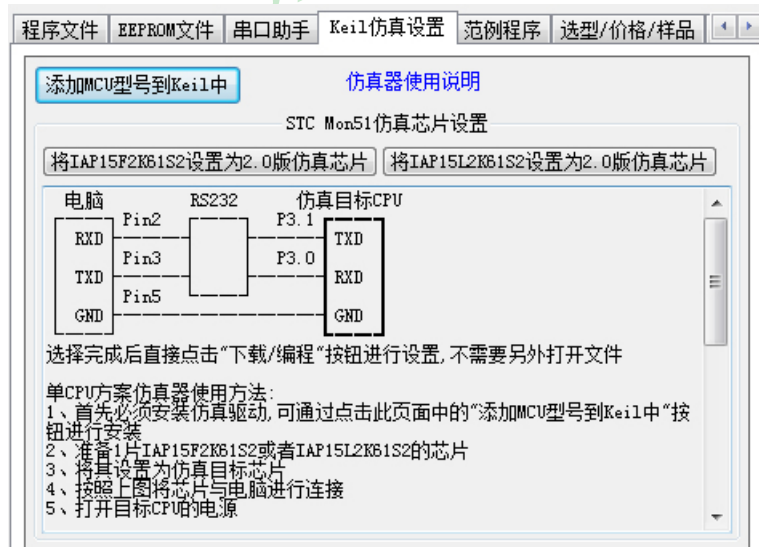 程序文件 EEPROM文件 串口助手 Keil仿真设置 范例程序 选型/价格/样品
添加MCU型号到Keil中 仿真器使用说明
STC Mon51仿真芯片设置
将IAP15F2K61S2设置为2.0版仿真芯片 将IAP15L2K61S2设置为2.0版仿真芯片
电脑 RS232 仿真目标CPU
Pin2 P3.1
RXD TXD
Pin3 P3.0
TXD RXD
Pin5
GND GND
选择完成后直接点击"下载/编程"按钮进行设置,不需要另外打开文件
单CPU方案仿真器使用方法:
1、首先必须安装仿真驱动,可通过点击此页面中的"添加MCU型号到Keil中"按
钮进行安装
2、准备1片IAP15F2K61S2或者IAP15L2K61S2的芯片
3、将其设置为仿真目标芯片
4、按照上图将芯片与电脑进行连接
5、打开目标CPU的电源